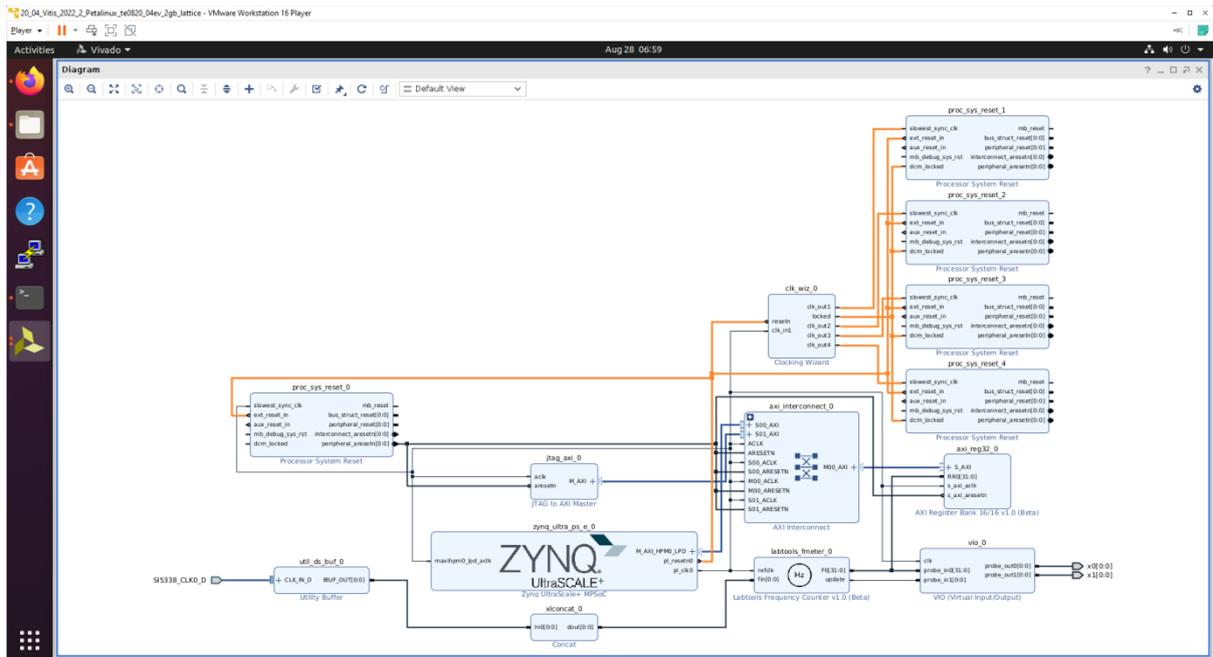 20_04_Vitis_2022_2_Petalinux_te0820_04ev_2gb_lattice - VMware Workstation 16 Player
Player
Activities
Vivado
Aug 28 06:59
Diagram
Default View
proc_sys_reset_1
slowest_sync_clk
ext_reset_in
aux_reset_in
mb_debug_sys_rst
dcm_locked
mb_reset
bus_struct_reset[0:0]
peripheral_reset[0:0]
interconnect_aresetn[0:0]
peripheral_aresetn[0:0]
Processor System Reset
proc_sys_reset_2
slowest_sync_clk
ext_reset_in
aux_reset_in
mb_debug_sys_rst
dcm_locked
mb_reset
bus_struct_reset[0:0]
peripheral_reset[0:0]
interconnect_aresetn[0:0]
peripheral_aresetn[0:0]
Processor System Reset
proc_sys_reset_3
slowest_sync_clk
ext_reset_in
aux_reset_in
mb_debug_sys_rst
dcm_locked
mb_reset
bus_struct_reset[0:0]
peripheral_reset[0:0]
interconnect_aresetn[0:0]
peripheral_aresetn[0:0]
Processor System Reset
clk_wiz_0
resetn
clk_in1
clk_out1
locked
clk_out2
clk_out3
clk_out4
Clocking Wizard
proc_sys_reset_4
slowest_sync_clk
ext_reset_in
aux_reset_in
mb_debug_sys_rst
dcm_locked
mb_reset
bus_struct_reset[0:0]
peripheral_reset[0:0]
interconnect_aresetn[0:0]
peripheral_aresetn[0:0]
Processor System Reset
proc_sys_reset_0
slowest_sync_clk
ext_reset_in
aux_reset_in
mb_debug_sys_rst
dcm_locked
mb_reset
bus_struct_reset[0:0]
peripheral_reset[0:0]
interconnect_aresetn[0:0]
peripheral_aresetn[0:0]
Processor System Reset
axi_interconnect_0
S00_AXI
S01_AXI
ACLK
ARESETN
S00_ACLK
S00_ARESETN
M00_ACLK
M00_ARESETN
S01_ACLK
S01_ARESETN
M00_AXI
AXI Interconnect
axi_reg32_0
S_AXI
RR0[31:0]
s_axi_aclk
s_axi_aresetn
AXI Register Bank 16/16 v1.0 (Beta)
jtag_axi_0
aclk
aresetn
M_AXI
JTAG to AXI Master
zynq_ultra_ps_e_0
maxihpm0_lpd_aclk
ZYNQ
UltraSCALE+
M_AXI_HPM0_LPD
pl_resetn0
pl_clk0
Zynq UltraScale+ MPSoC
util_ds_buf_0
SI5338_CLK0_D
CLK_IN_D
IBUF_OUT[0:0]
Utility Buffer
labtools_fmeter_0
refclk
fin[0:0]
Hz
F0[31:0]
update
Labtools Frequency Counter v1.0 (Beta)
vio_0
clk
probe_in0[31:0]
probe_in1[0:0]
probe_out0[0:0]
probe_out1[0:0]
x0[0:0]
x1[0:0]
VIO (Virtual Input/Output)
xlconcat_0
In0[0:0]
dout[0:0]
Concat